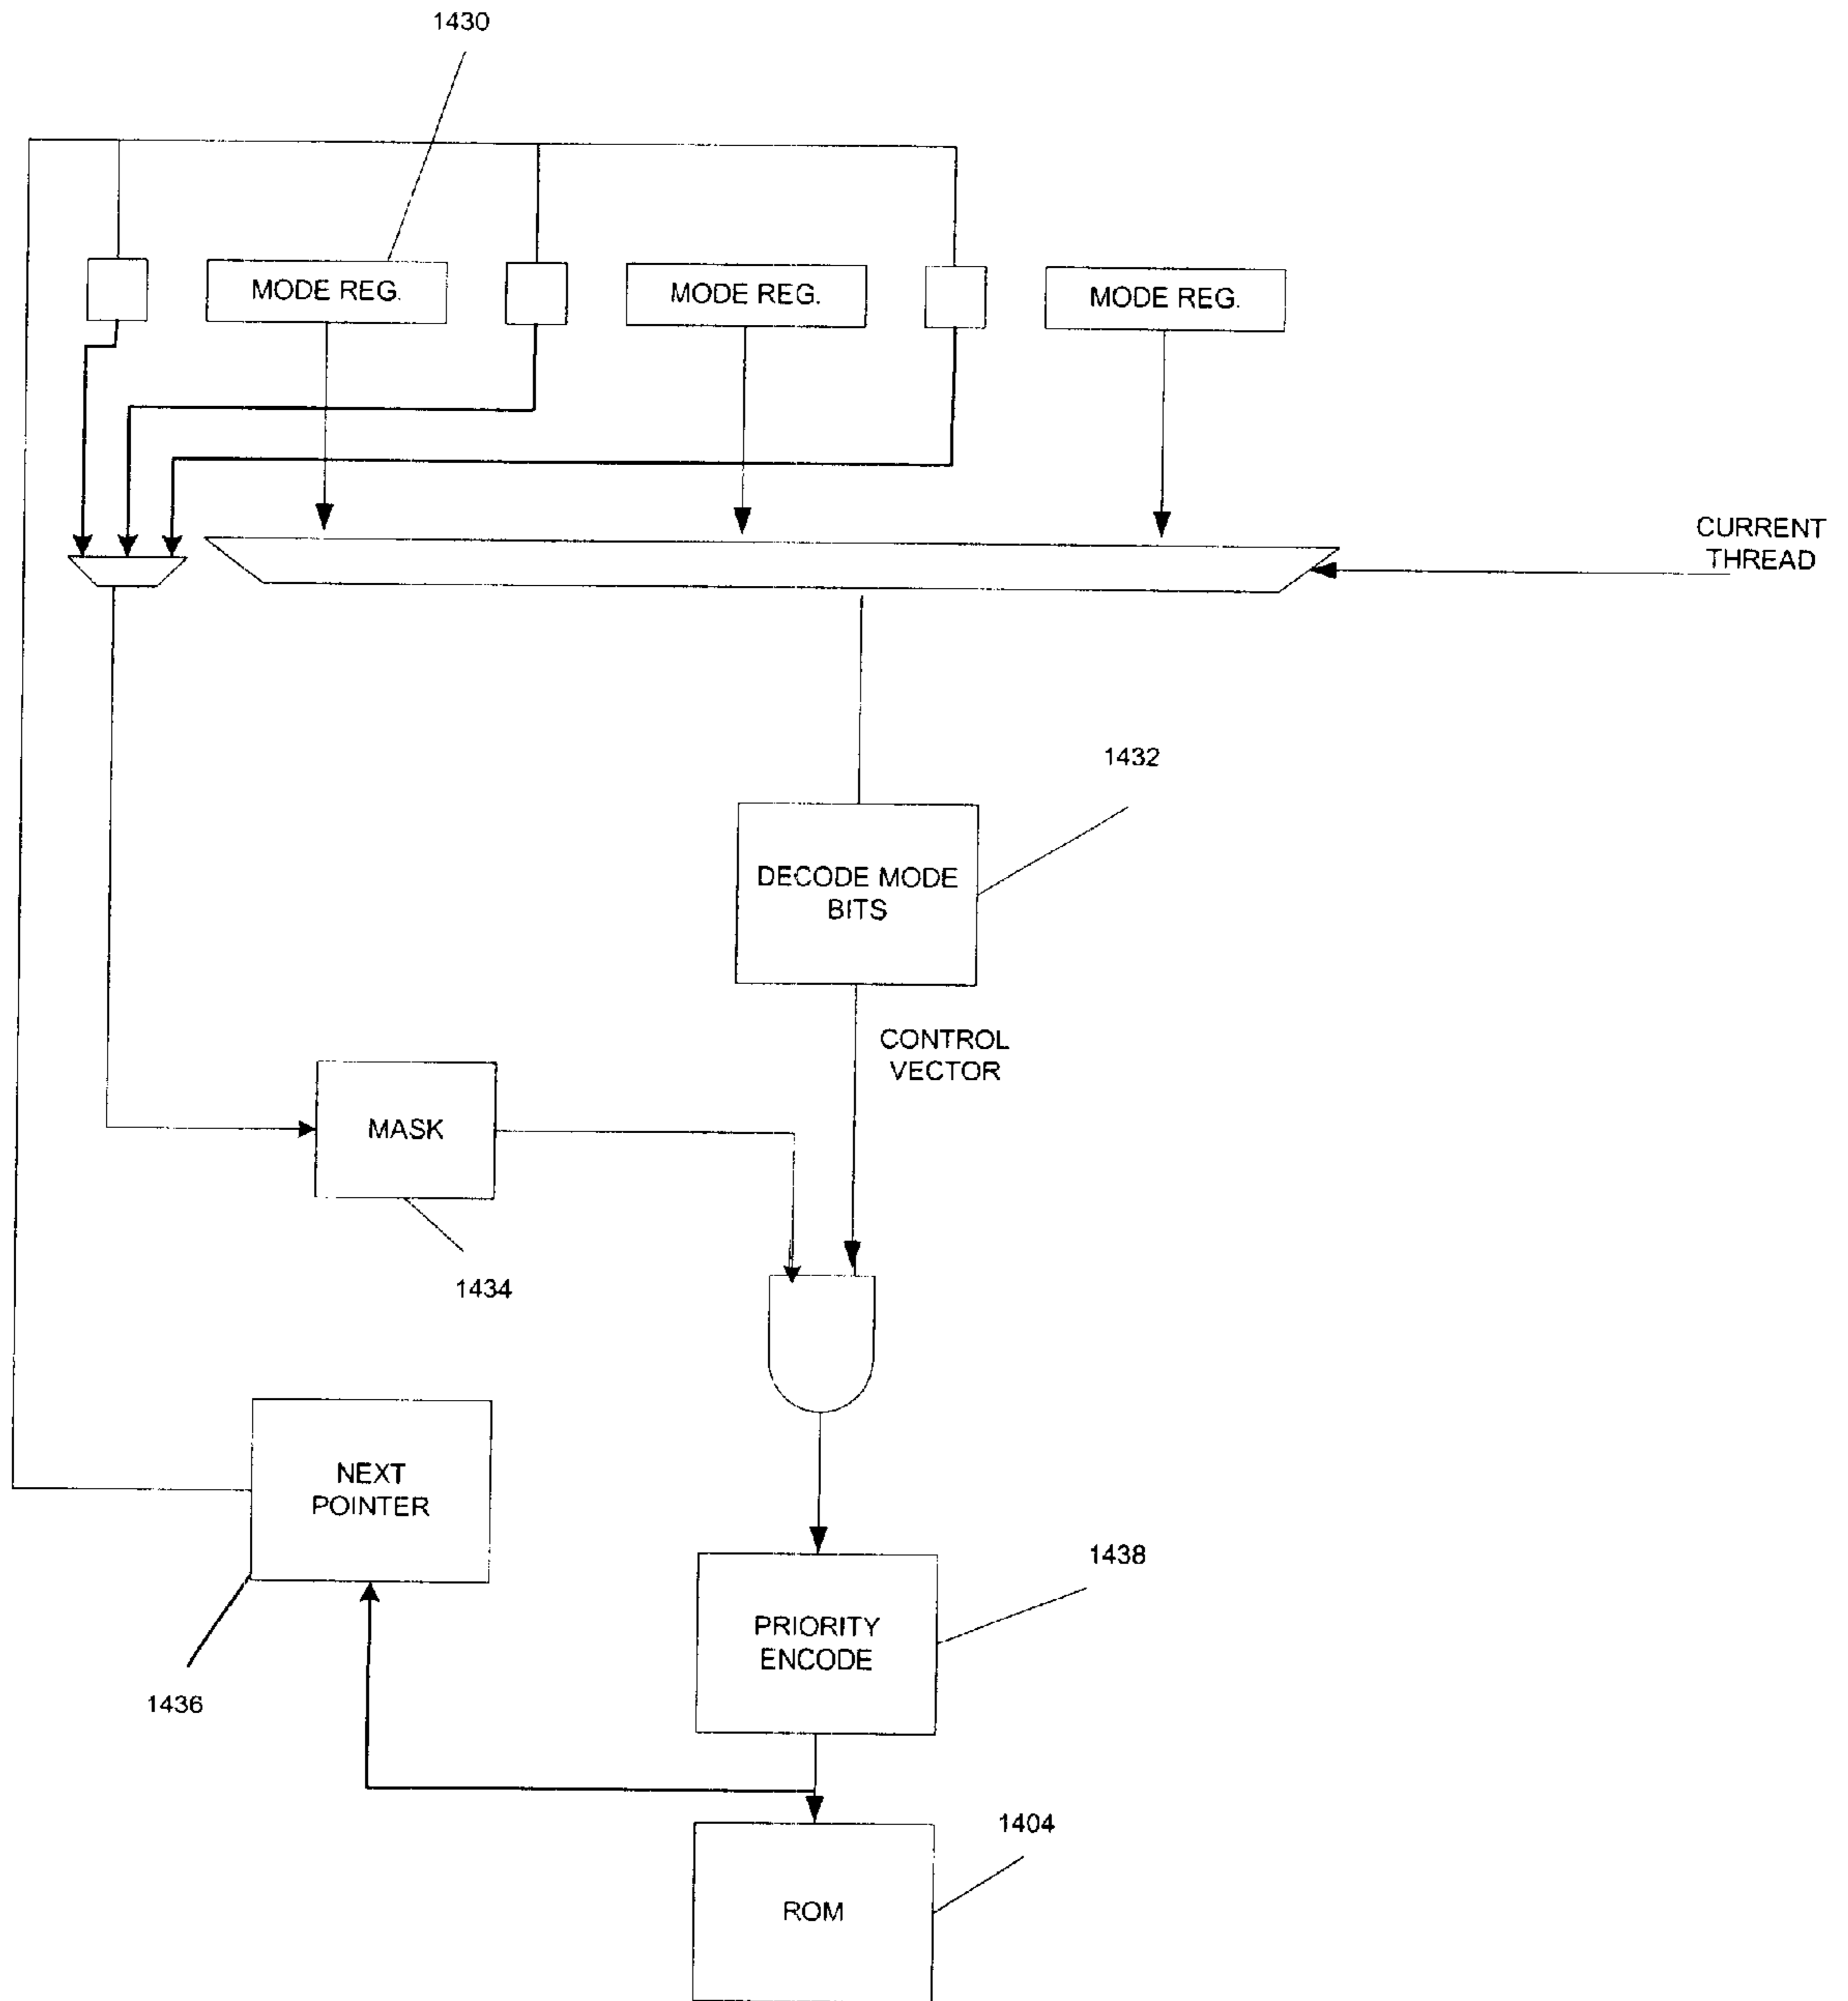 1430
MODE REG.
MODE REG.
MODE REG.
CURRENT
THREAD
1432
DECODE MODE
BITS
CONTROL
VECTOR
MASK
1434
NEXT
POINTER
1438
PRIORITY
ENCODE
1436
1404
ROM